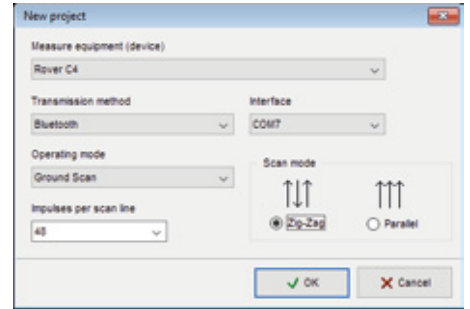 New project
Measure equipment (device)
Rover C4
Transmission method
Interface
Bluetooth
COM7
Operating mode
Ground Scan
Scan mode
Impulses per scan line
48
Zig-Zag
Parallel
OK
Cancel